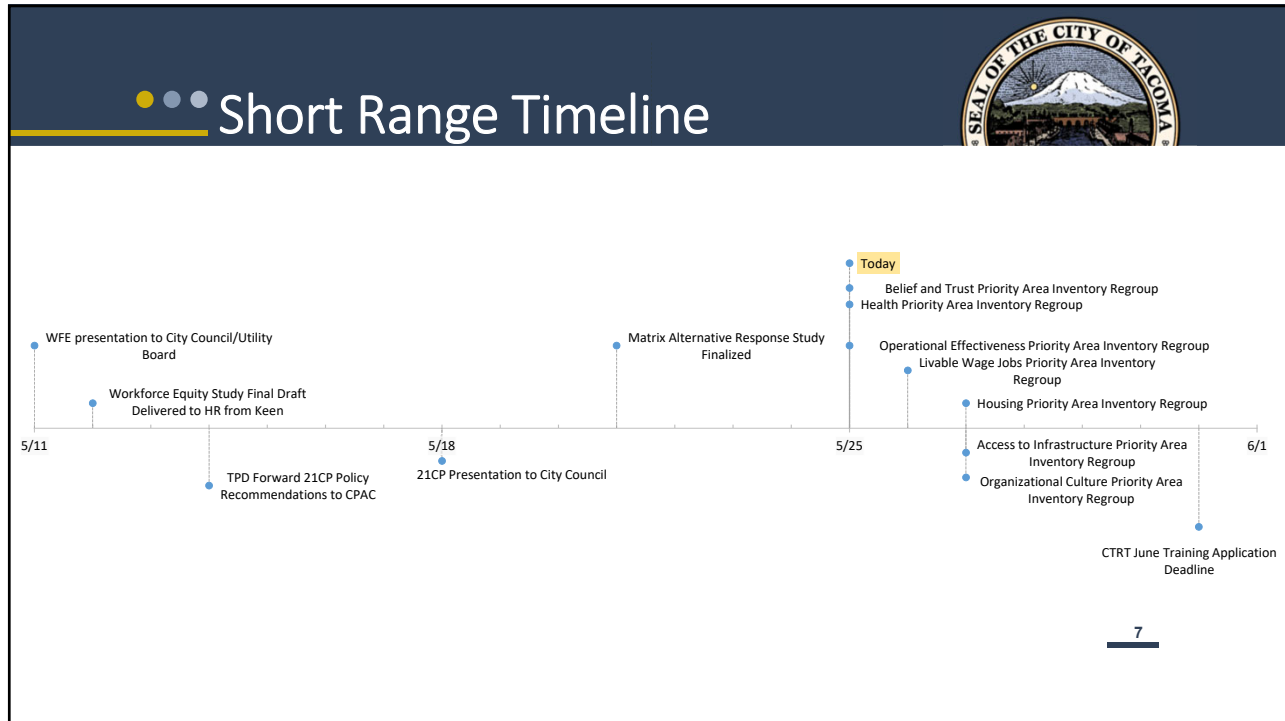 Short Range Timeline
SEAL OF THE CITY OF TACOMA
Today
Belief and Trust Priority Area Inventory Regroup
Health Priority Area Inventory Regroup
WFE presentation to City Council/Utility
Board
Matrix Alternative Response Study
Finalized
Operational Effectiveness Priority Area Inventory Regroup
Livable Wage Jobs Priority Area Inventory
Regroup
Workforce Equity Study Final Draft
Delivered to HR from Keen
Housing Priority Area Inventory Regroup
5/11
5/18
5/25
6/1
TPD Forward 21CP Policy
Recommendations to CPAC
21CP Presentation to City Council
Access to Infrastructure Priority Area
Inventory Regroup
Organizational Culture Priority Area
Inventory Regroup
CTRT June Training Application
Deadline
7